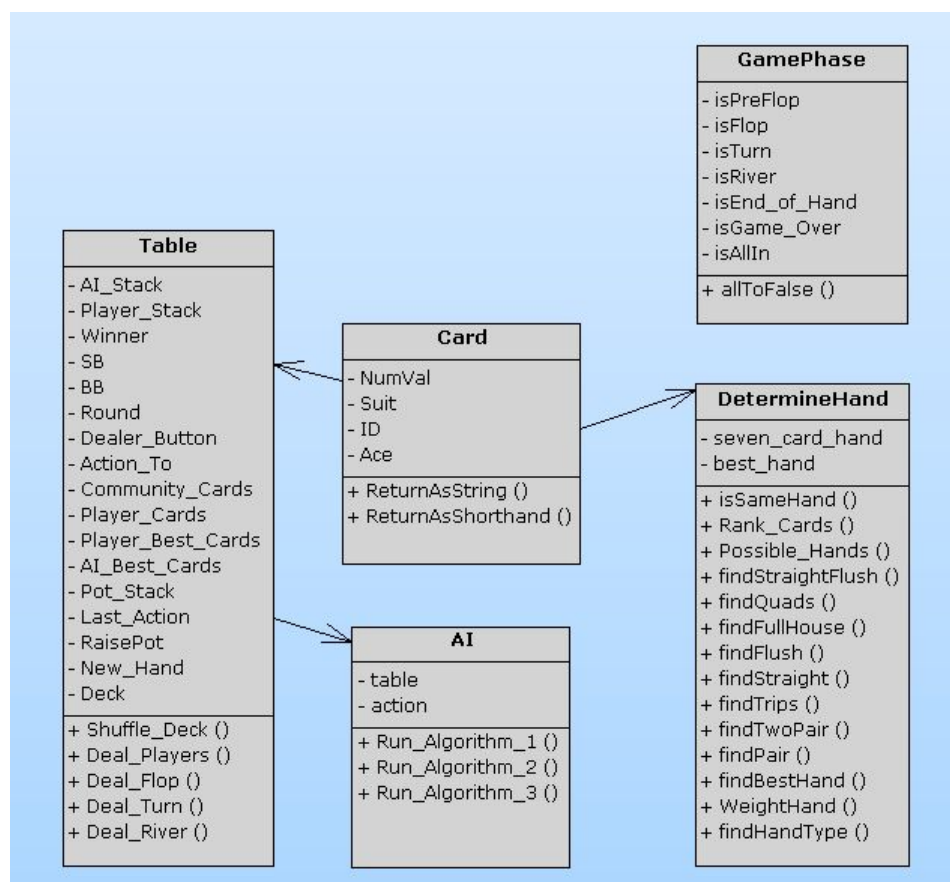 GamePhase
- isPreFlop
- isFlop
- isTurn
- isRiver
- isEnd_of_Hand
- isGame_Over
- isAllIn
+ allToFalse ()
Table
- AI_Stack
- Player_Stack
- Winner
- SB
- BB
- Round
- Dealer_Button
- Action_To
- Community_Cards
- Player_Cards
- Player_Best_Cards
- AI_Best_Cards
- Pot_Stack
- Last_Action
- RaisePot
- New_Hand
- Deck
+ Shuffle_Deck ()
+ Deal_Players ()
+ Deal_Flop ()
+ Deal_Turn ()
+ Deal_River ()
Card
- NumVal
- Suit
- ID
- Ace
+ ReturnAsString ()
+ ReturnAsShorthand ()
DetermineHand
- seven_card_hand
- best_hand
+ isSameHand ()
+ Rank_Cards ()
+ Possible_Hands ()
+ findStraightFlush ()
+ findQuads ()
+ findFullHouse ()
+ findFlush ()
+ findStraight ()
+ findTrips ()
+ findTwoPair ()
+ findPair ()
+ findBestHand ()
+ WeightHand ()
+ findHandType ()
AI
- table
- action
+ Run_Algorithm_1 ()
+ Run_Algorithm_2 ()
+ Run_Algorithm_3 ()